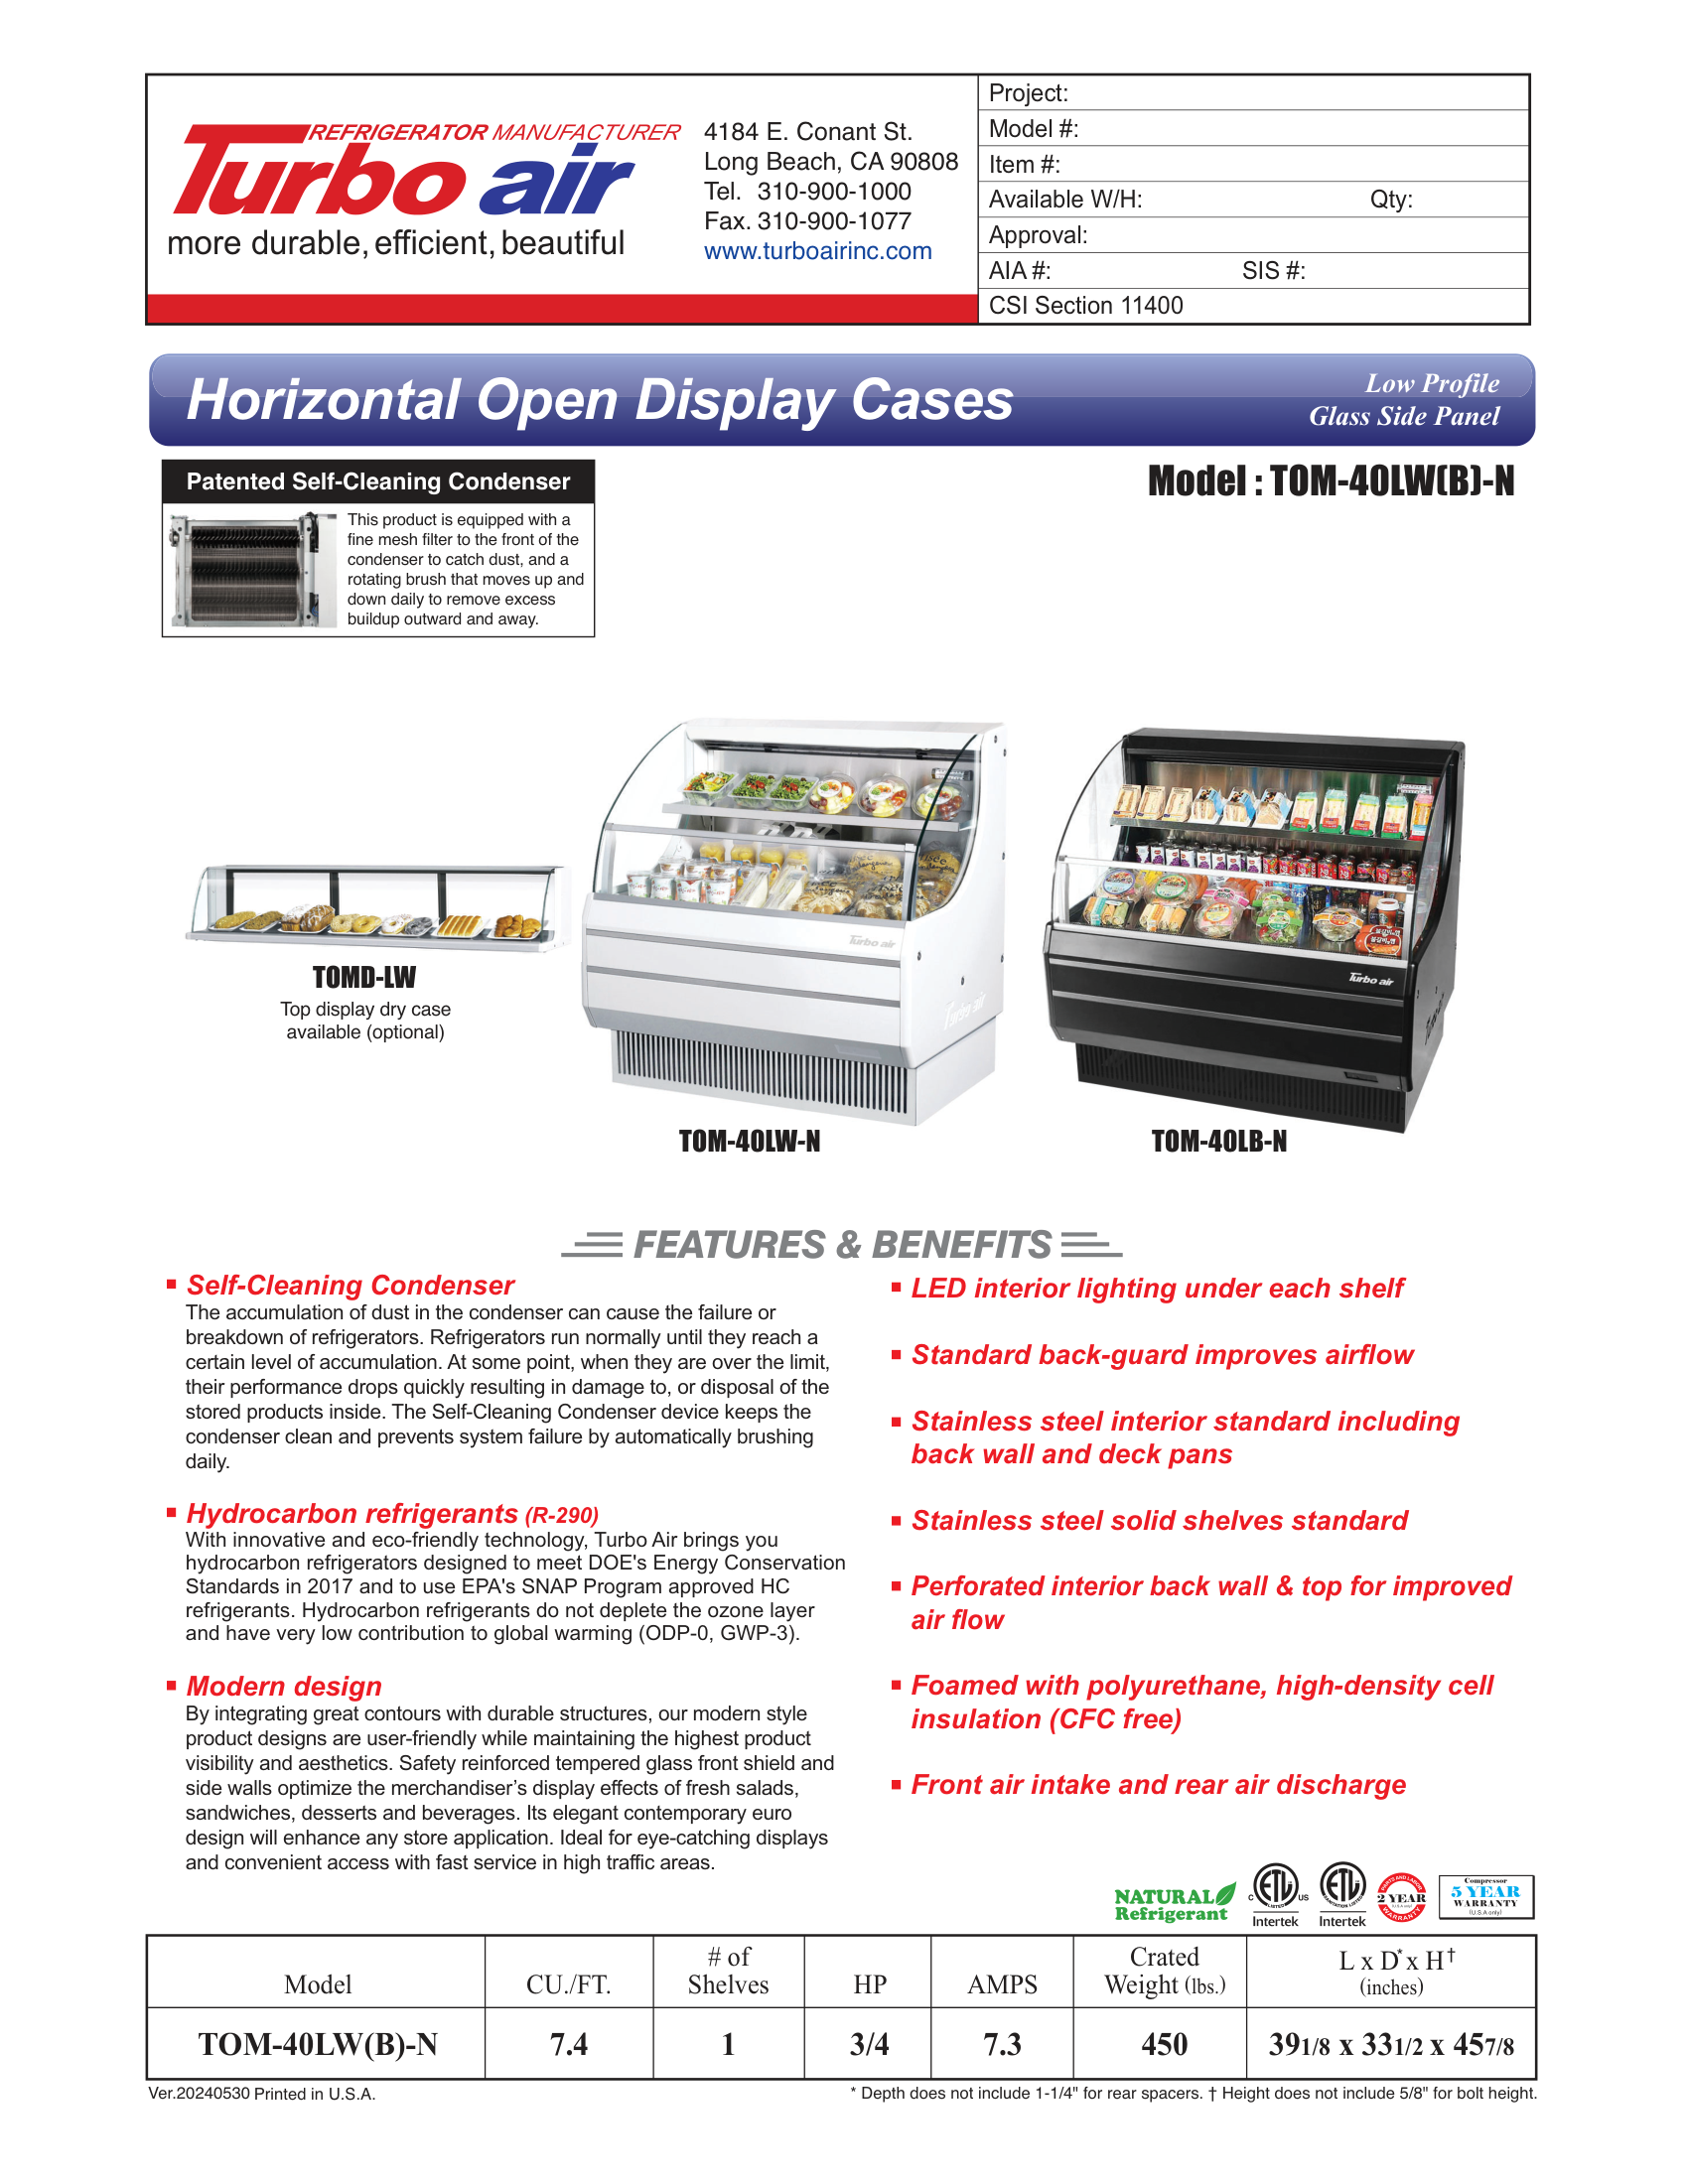 REFRIGERATOR MANUFACTURER
Turbo air
more durable, efficient, beautiful
4184 E. Conant St.
Long Beach, CA 90808
Tel. 310-900-1000
Fax. 310-900-1077
www.turboairinc.com
Project:
Model #:
Item #:
Available W/H: Qty:
Approval:
AIA #: SIS #:
CSI Section 11400
Horizontal Open Display Cases
Low Profile
Glass Side Panel
Patented Self-Cleaning Condenser
This product is equipped with a
fine mesh filter to the front of the
condenser to catch dust, and a
rotating brush that moves up and
down daily to remove excess
buildup outward and away.
Model : TOM-40LW(B)-N
TOMD-LW
Top display dry case
available (optional)
Turbo air
Turbo air
TOM-40LW-N
Turbo air
TOM-40LB-N
FEATURES & BENEFITS
Self-Cleaning Condenser
The accumulation of dust in the condenser can cause the failure or
breakdown of refrigerators. Refrigerators run normally until they reach a
certain level of accumulation. At some point, when they are over the limit,
their performance drops quickly resulting in damage to, or disposal of the
stored products inside. The Self-Cleaning Condenser device keeps the
condenser clean and prevents system failure by automatically brushing
daily.
Hydrocarbon refrigerants (R-290)
With innovative and eco-friendly technology, Turbo Air brings you
hydrocarbon refrigerators designed to meet DOE's Energy Conservation
Standards in 2017 and to use EPA's SNAP Program approved HC
refrigerants. Hydrocarbon refrigerants do not deplete the ozone layer
and have very low contribution to global warming (ODP-0, GWP-3).
Modern design
By integrating great contours with durable structures, our modern style
product designs are user-friendly while maintaining the highest product
visibility and aesthetics. Safety reinforced tempered glass front shield and
side walls optimize the merchandiser’s display effects of fresh salads,
sandwiches, desserts and beverages. Its elegant contemporary euro
design will enhance any store application. Ideal for eye-catching displays
and convenient access with fast service in high traffic areas.
LED interior lighting under each shelf
Standard back-guard improves airflow
Stainless steel interior standard including
back wall and deck pans
Stainless steel solid shelves standard
Perforated interior back wall & top for improved
air flow
Foamed with polyurethane, high-density cell
insulation (CFC free)
Front air intake and rear air discharge
NATURAL
Refrigerant
C ETL US
LISTED
Intertek
ETL
SANITATION LISTED
Intertek
PARTS AND LABOR
2 YEAR
(U.S.A only)
WARRANTY
Compressor
5 YEAR
WARRANTY
(U.S.A only)
Model CU./FT. # of Shelves HP AMPS Crated Weight (lbs.) L x D* x H† (inches)
TOM-40LW(B)-N 7.4 1 3/4 7.3 450 391/8 x 331/2 x 457/8
Ver.20240530 Printed in U.S.A.
* Depth does not include 1-1/4" for rear spacers. † Height does not include 5/8" for bolt height.